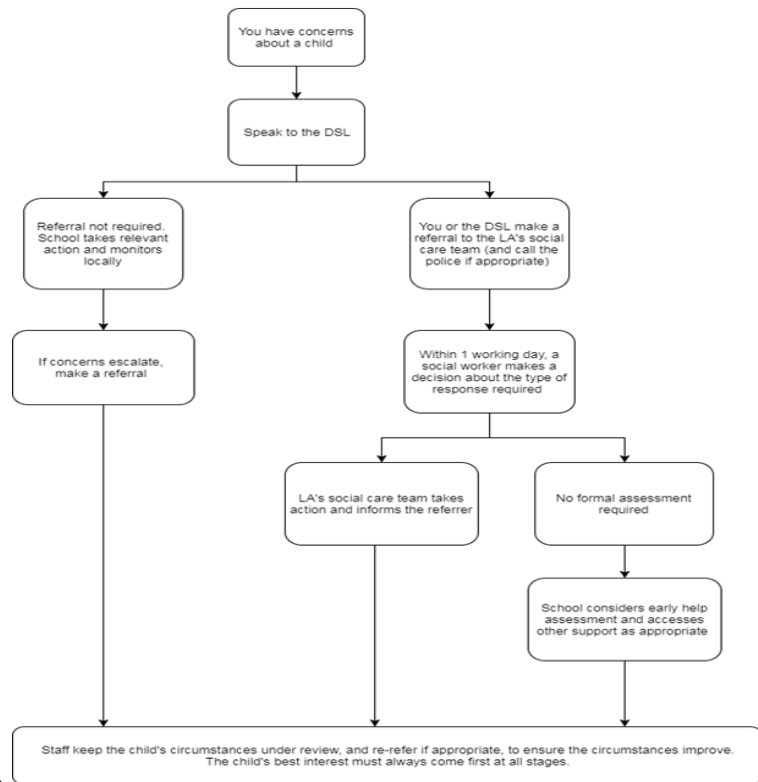 You have concerns
about a child
Speak to the DSL
Referral not required.
School takes relevant
action and monitors
locally
You or the DSL make a
referral to the LA's social
care team (and call the
police if appropriate)
If concerns escalate,
make a referral
Within 1 working day, a
social worker makes a
decision about the type of
response required
LA's social care team takes
action and informs the referrer
No formal assessment
required
School considers early help
assessment and accesses
other support as appropriate
Staff keep the child's circumstances under review, and re-refer if appropriate, to ensure the circumstances improve.
The child's best interest must always come first at all stages.